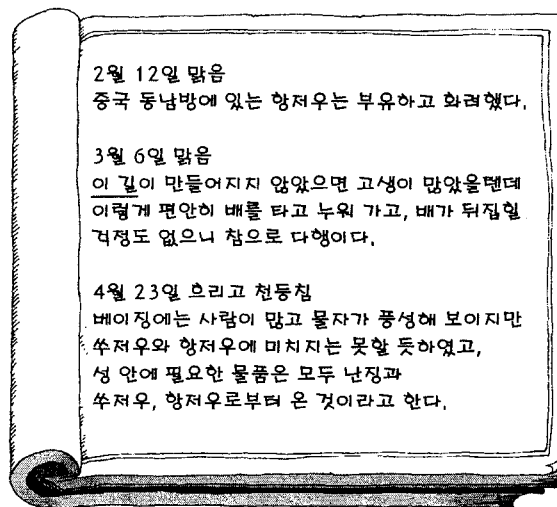 2월 12일 맑음
중국 동남방에 있는 항저우는 부유하고 화려했다.
3월 6일 맑음
이 길이 만들어지지 않았으면 고생이 많았을텐데
이렇게 편안히 배를 타고 누워 가고, 배가 뒤집힐
걱정도 없으니 참으로 다행이다.
4월 23일 흐리고 천둥침
베이징에는 사람이 많고 물자가 풍성해 보이지만
쑤저우와 항저우에 미치지는 못할 듯하였고,
성 안에 필요한 물품은 모두 난징과
쑤저우, 항저우로부터 온 것이라고 한다.